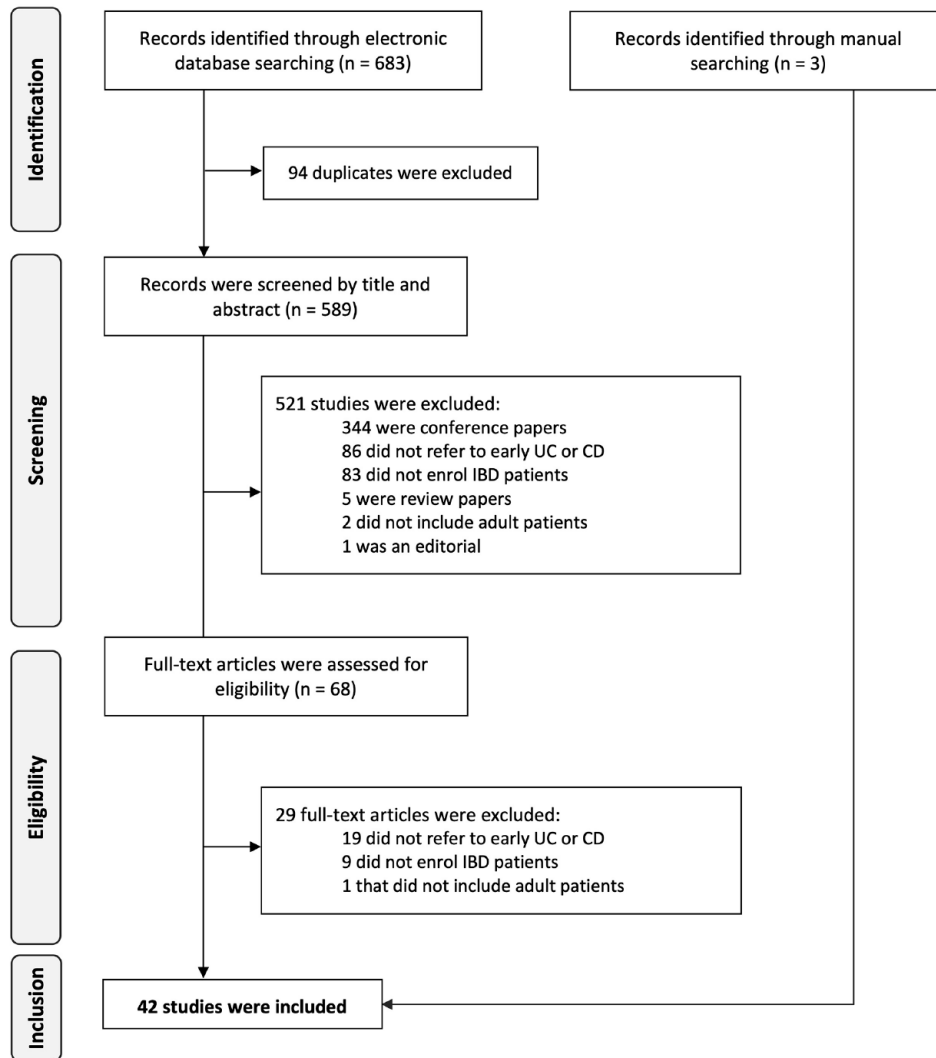 Identification
Records identified through electronic
database searching (n = 683)
Records identified through manual
searching (n = 3)
94 duplicates were excluded
Screening
Records were screened by title and
abstract (n = 589)
521 studies were excluded:
344 were conference papers
86 did not refer to early UC or CD
83 did not enrol IBD patients
5 were review papers
2 did not include adult patients
1 was an editorial
Eligibility
Full-text articles were assessed for
eligibility (n = 68)
29 full-text articles were excluded:
19 did not refer to early UC or CD
9 did not enrol IBD patients
1 that did not include adult patients
Inclusion
42 studies were included